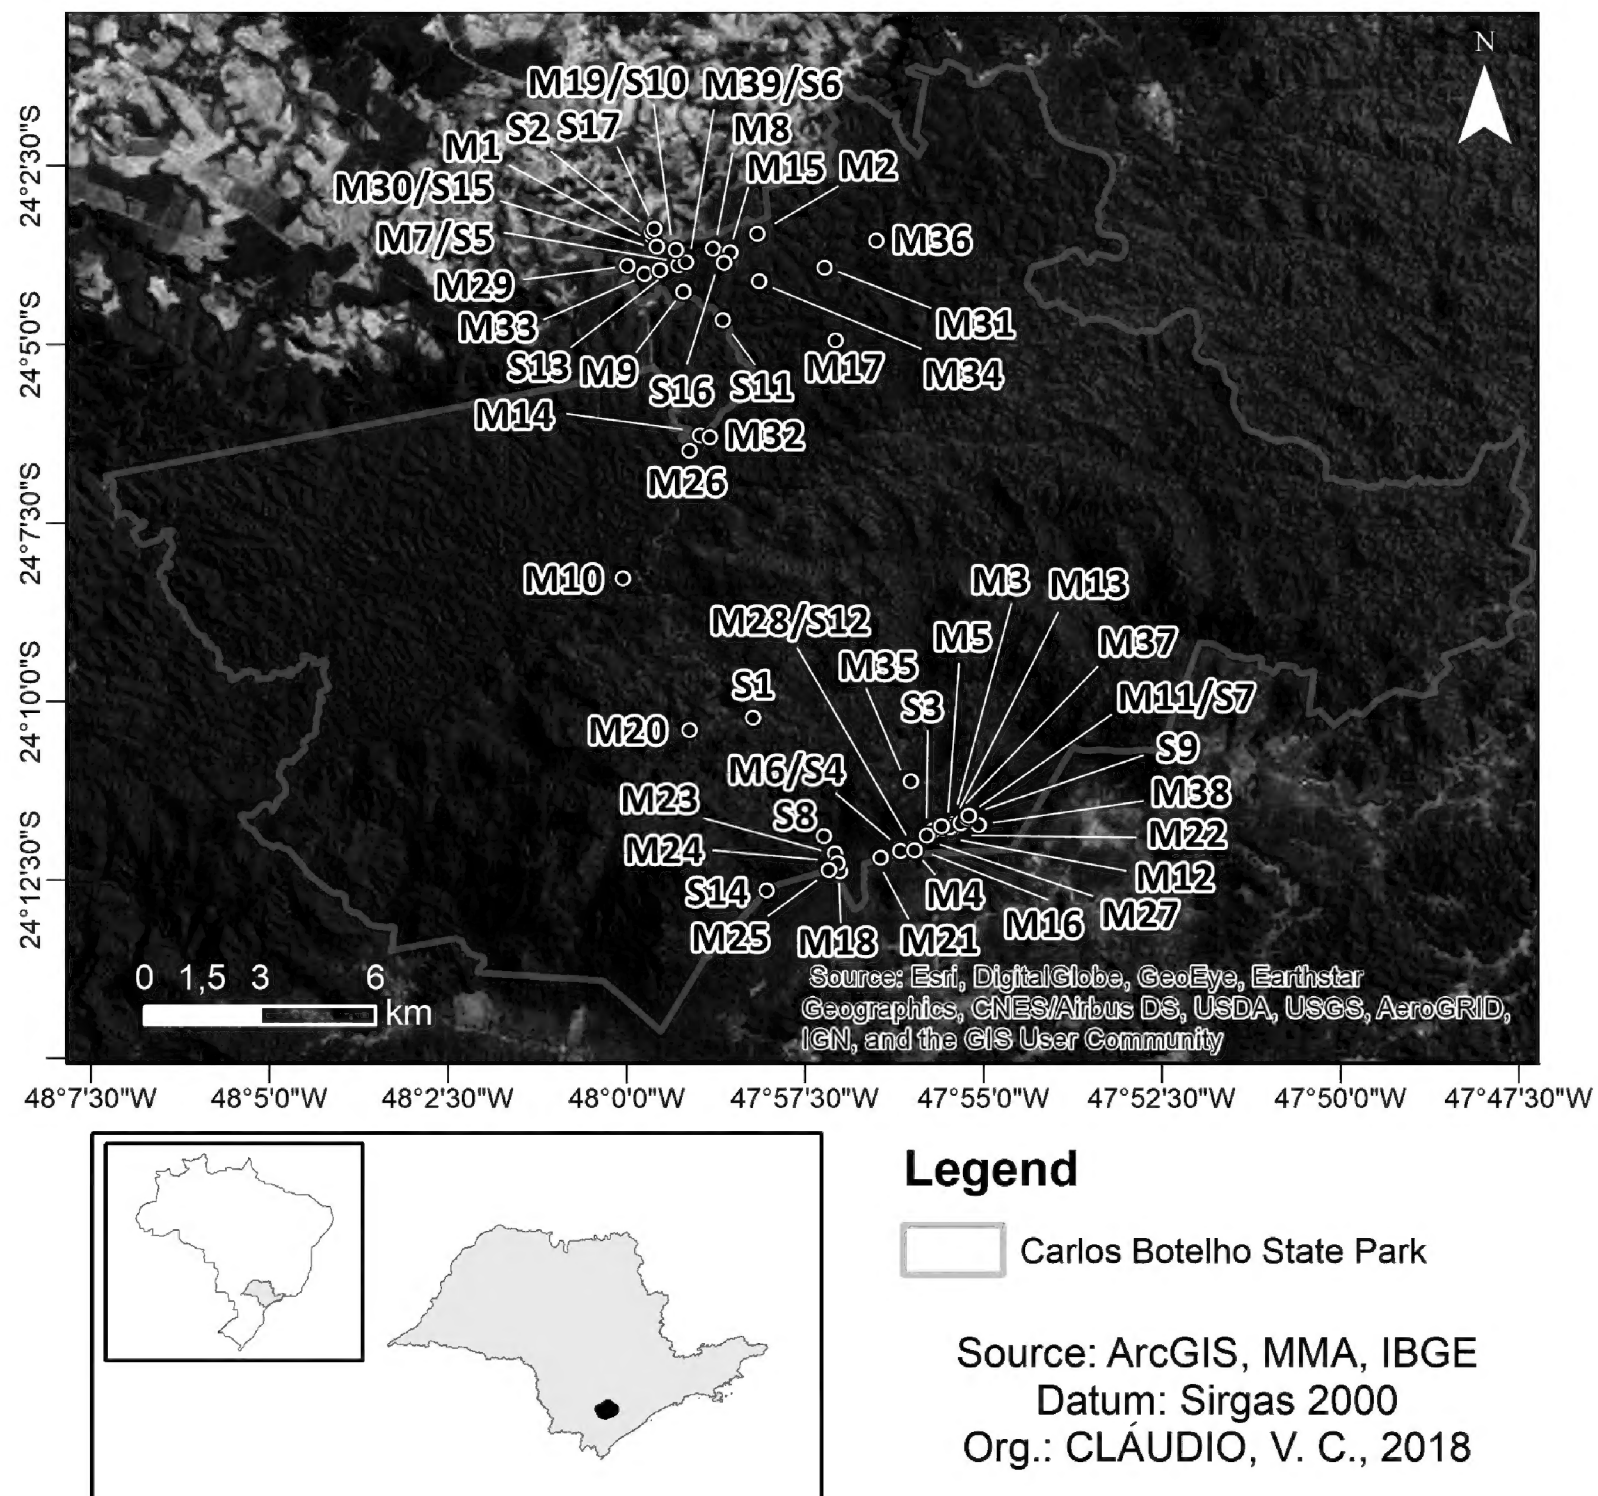 N
M19/S10 M39/S6
S2 S17 M8
M1 M15 M2
M30/S15
M7/S5 M36
M29
M33 M31
S13 M9 S16 S11 M17 M34
M14 M32
M26
M10
M3 M13
M28/S12 M5 M37
M35
S1 S3 M11/S7
M20 S9
M6/S4
M23 M38
S8 M22
M24 M12
S14 M4 M27
M25 M18 M21 M16
24°2'30"S
24°5'0"S
24°7'30"S
24°10'0"S
24°12'30"S
0 1,5 3 6
km
Source: Esri, DigitalGlobe, GeoEye, Earthstar
Geographics, CNES/Airbus DS, USDA, USGS, AeroGRID,
IGN, and the GIS User Community
48°7'30"W 48°5'0"W 48°2'30"W 48°0'0"W 47°57'30"W 47°55'0"W 47°52'30"W 47°50'0"W 47°47'30"W
Legend
Carlos Botelho State Park
Source: ArcGIS, MMA, IBGE
Datum: Sirgas 2000
Org.: CLÁUDIO, V. C., 2018